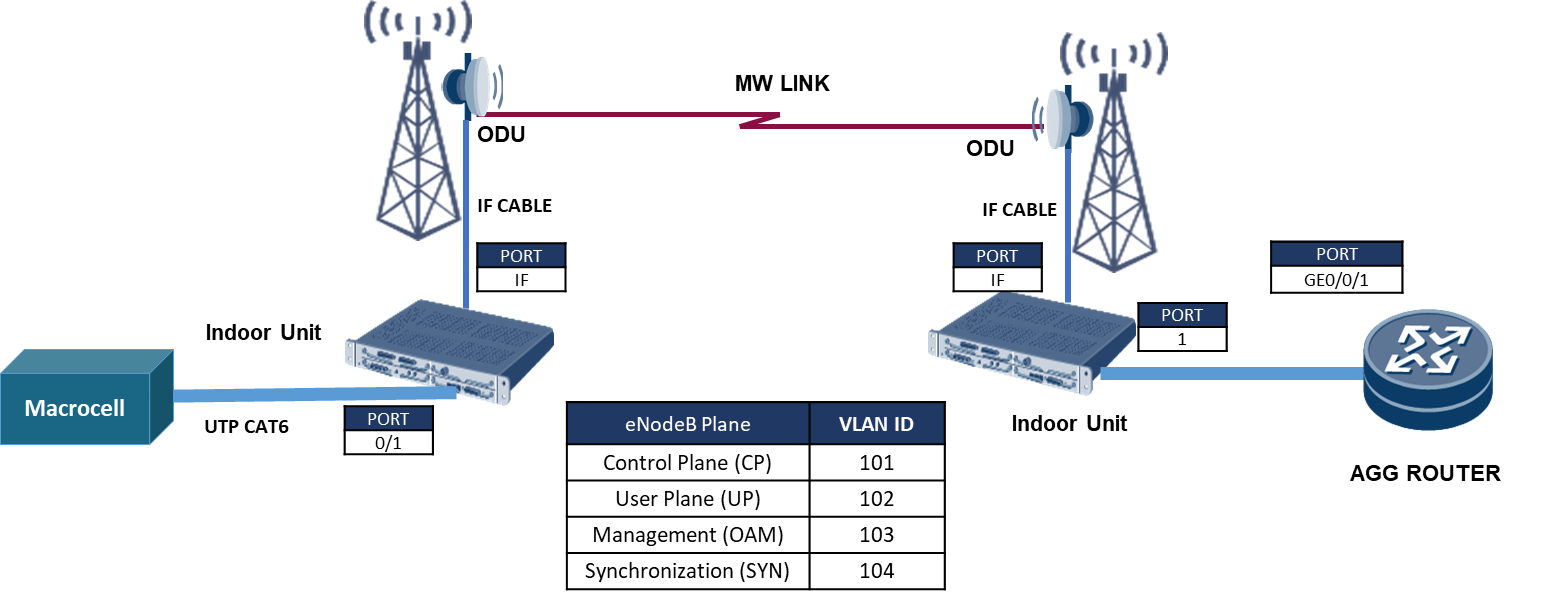 MW LINK
ODU
ODU
IF CABLE
IF CABLE
PORT
IF
PORT
IF
PORT
GE0/0/1
PORT
1
Indoor Unit
Macrocell
UTP CAT6
PORT
0/1
Indoor Unit
AGG ROUTER
eNodeB Plane VLAN ID
Control Plane (CP) 101
User Plane (UP) 102
Management (OAM) 103
Synchronization (SYN) 104